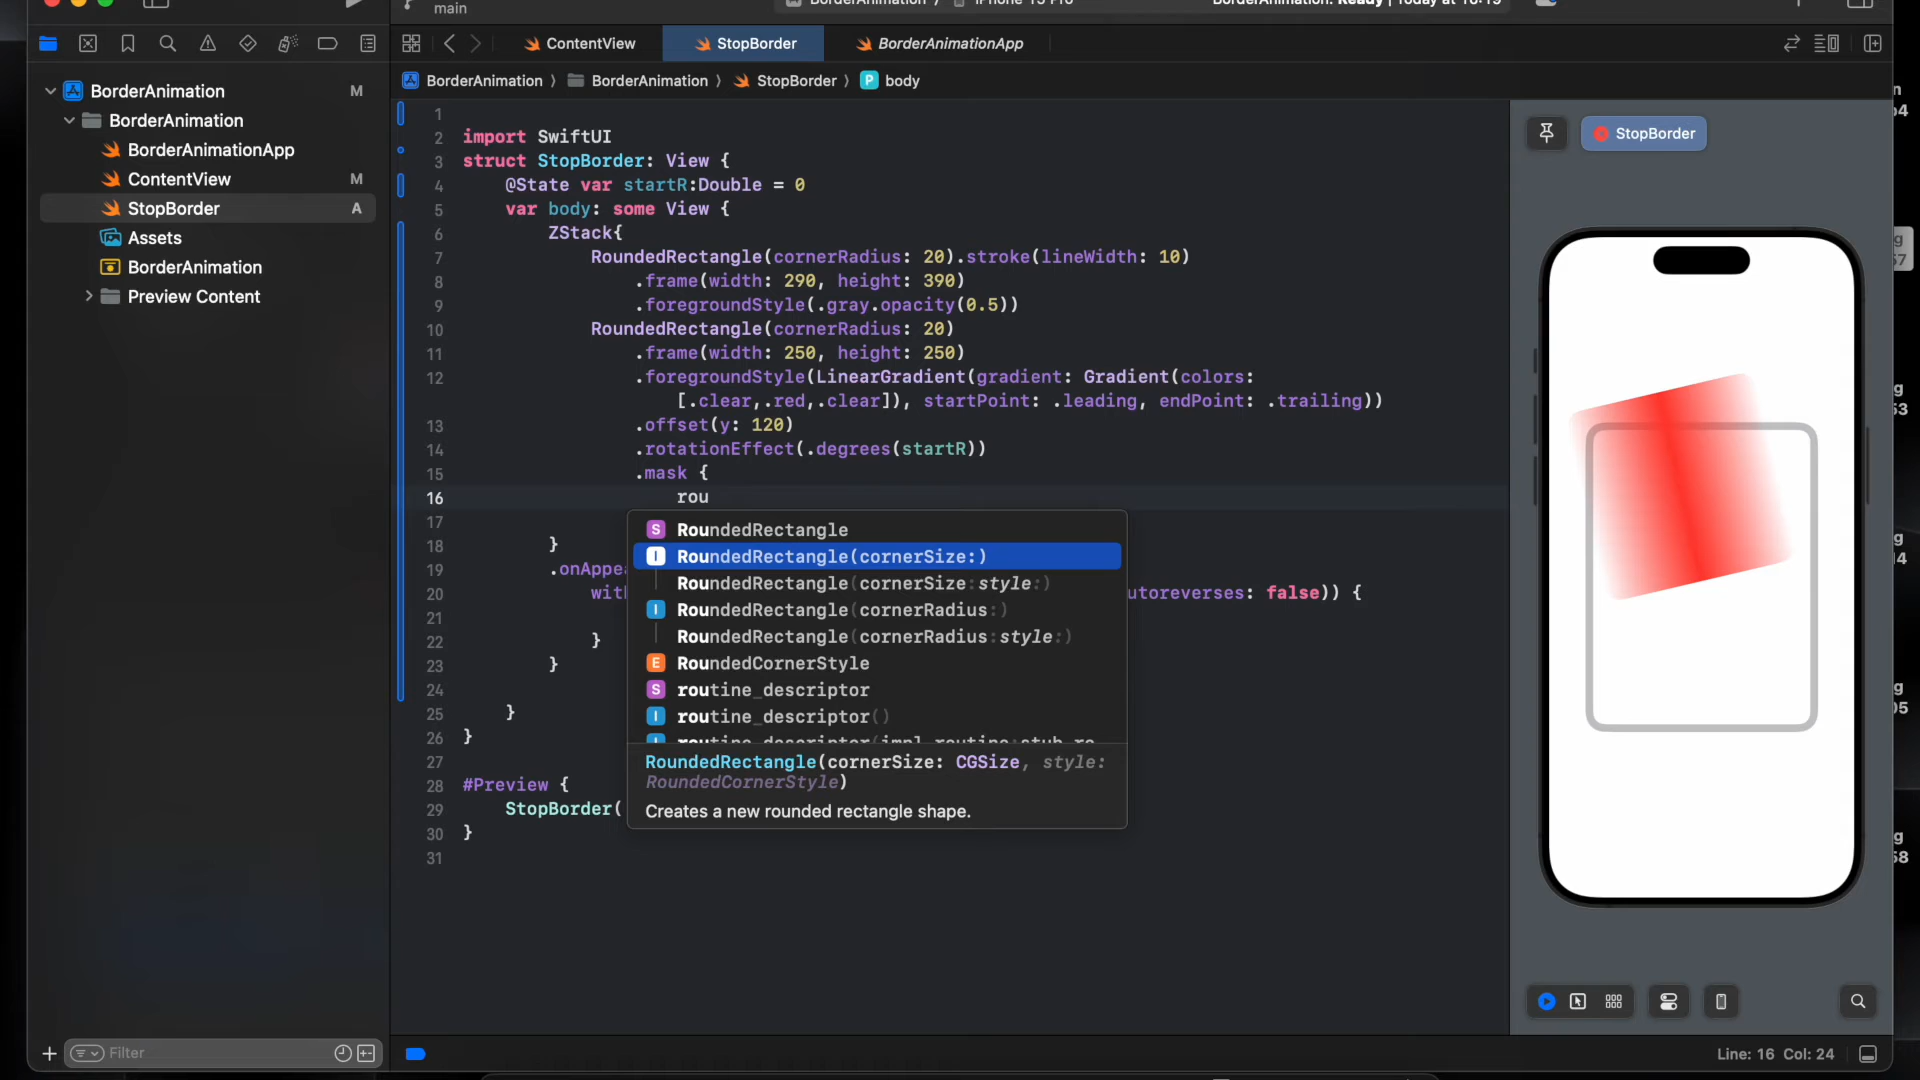 main
ContentView
StopBorder
BorderAnimationApp
BorderAnimation
M
BorderAnimation
BorderAnimationApp
ContentView
M
StopBorder
A
Assets
BorderAnimation
Preview Content
BorderAnimation 〉 BorderAnimation 〉 StopBorder 〉 P body
1
2 import SwiftUI
3 struct StopBorder: View {
4 @State var startR:Double = 0
5 var body: some View {
6 ZStack{
7 RoundedRectangle(cornerRadius: 20).stroke(lineWidth: 10)
8 .frame(width: 290, height: 390)
9 .foregroundStyle(.gray.opacity(0.5))
10 RoundedRectangle(cornerRadius: 20)
11 .frame(width: 250, height: 250)
12 .foregroundStyle(LinearGradient(gradient: Gradient(colors:
[.clear,.red,.clear]), startPoint: .leading, endPoint: .trailing))
13 .offset(y: 120)
14 .rotationEffect(.degrees(startR))
15 .mask {
16 rou
17
18 }
19 .onAppea
20 with utoreverses: false)) {
21
22 }
23 }
24
25 }
26 }
27
28 #Preview {
29 StopBorder(
30 }
31
S RoundedRectangle
I RoundedRectangle(cornerSize:)
RoundedRectangle(cornerSize:style:)
I RoundedRectangle(cornerRadius:)
RoundedRectangle(cornerRadius:style:)
E RoundedCornerStyle
S routine_descriptor
I routine_descriptor()
RoundedRectangle(cornerSize: CGSize, style:
RoundedCornerStyle)
Creates a new rounded rectangle shape.
StopBorder
Filter
Line: 16 Col: 24